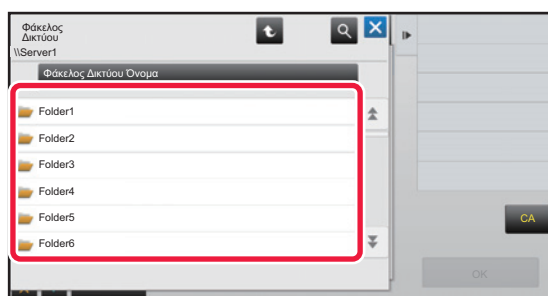 Φάκελος
Δικτύου
\\Server1
Φάκελος Δικτύου Όνομα
Folder1
Folder2
Folder3
Folder4
Folder5
Folder6
CA
OK